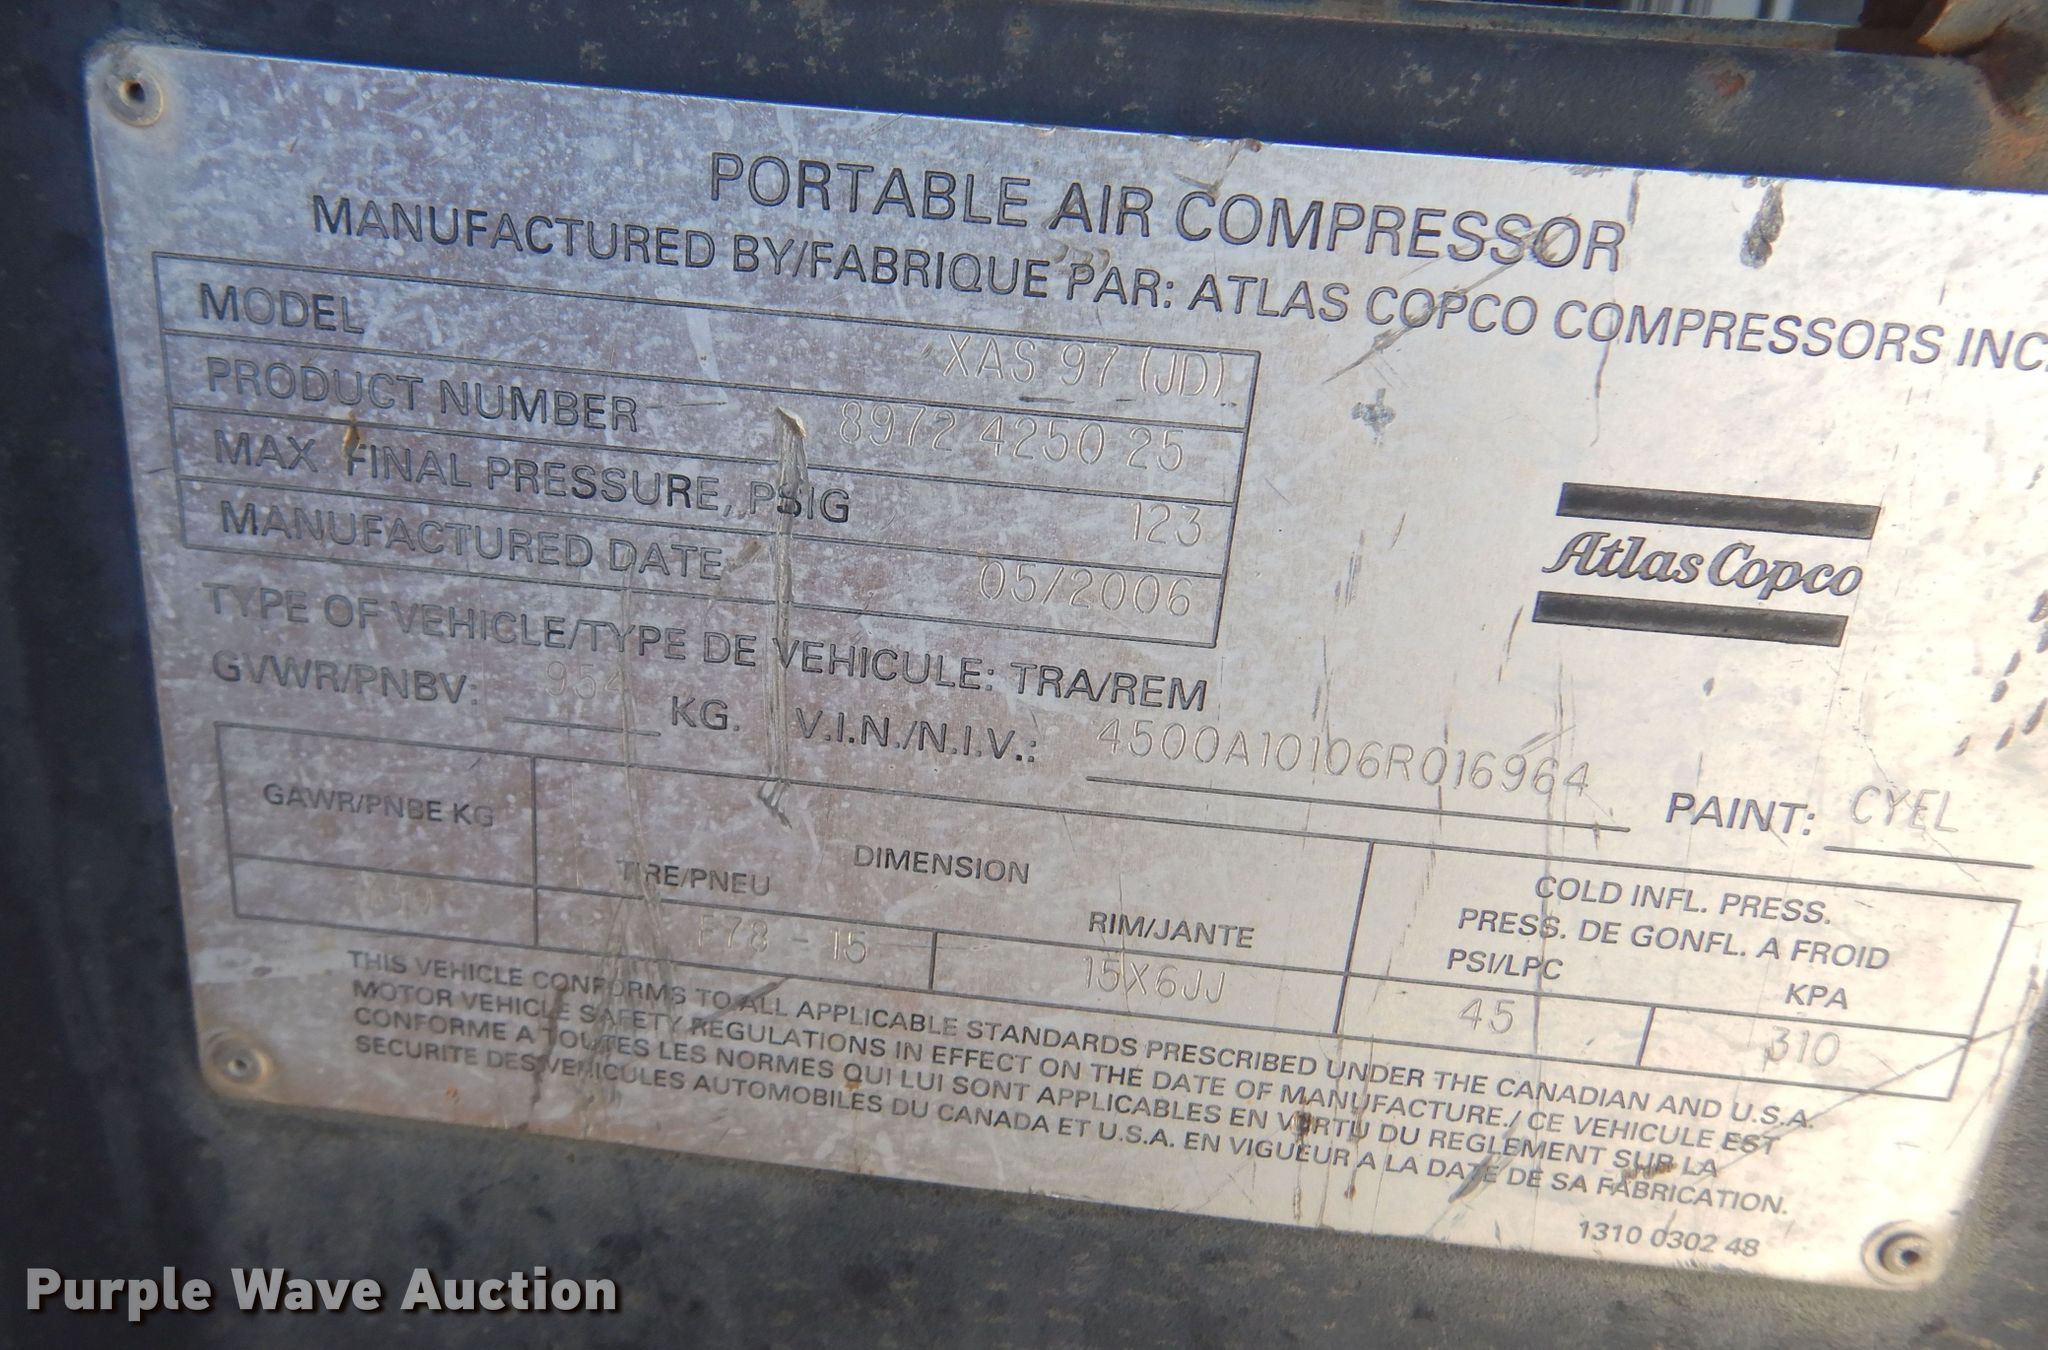 PORTABLE AIR COMPRESSOR
MANUFACTURED BY/FABRIQUE PAR: ATLAS COPCO COMPRESSORS INC.
MODEL XAS 97 (JD)
PRODUCT NUMBER 8972 4250 25
MAX FINAL PRESSURE, PSIG 123
MANUFACTURED DATE 05/2006
Atlas Copco
TYPE OF VEHICLE/TYPE DE VEHICULE: TRA/REM
GVWR/PNBV: 954 KG. V.I.N./N.I.V.: 4500A10106R016964 PAINT: CYEL
GAWR/PNBE KG
DIMENSION
TIRE/PNEU
RIM/JANTE
COLD INFL. PRESS.
PRESS. DE GONFL. A FROID
PSI/LPC KPA
F78 - 15 15X6JJ 45 310
THIS VEHICLE CONFORMS TO ALL APPLICABLE STANDARDS PRESCRIBED UNDER THE CANADIAN AND U.S.A.
MOTOR VEHICLE SAFETY REGULATIONS IN EFFECT ON THE DATE OF MANUFACTURE./ CE VEHICULE EST
CONFORME A TOUTES LES NORMES QUI LUI SONT APPLICABLES EN VERTU DU REGLEMENT SUR LA
SECURITE DES VEHICULES AUTOMOBILES DU CANADA ET U.S.A. EN VIGUEUR A LA DATE DE SA FABRICATION.
1310 0302 48
Purple Wave Auction